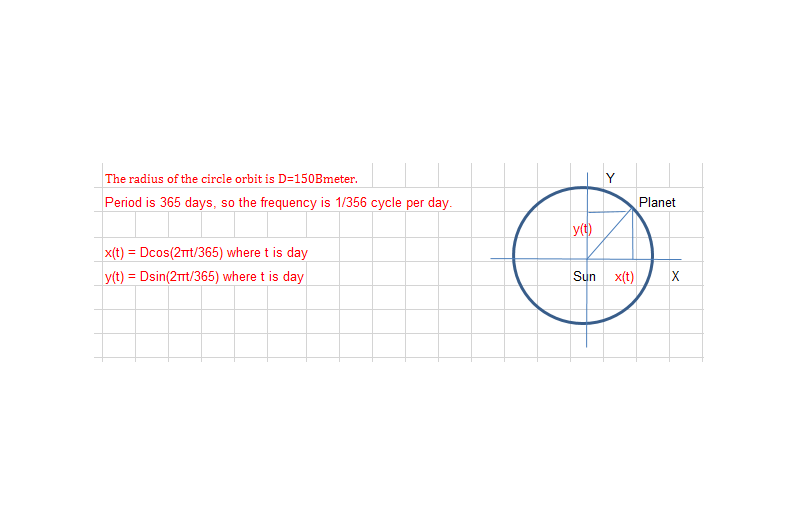 The radius of the circle orbit is D=150Bmeter.
Period is 365 days, so the frequency is 1/356 cycle per day.
x(t) = Dcos(2πt/365) where t is day
y(t) = Dsin(2πt/365) where t is day
Y
Planet
y(t)
Sun
x(t)
X